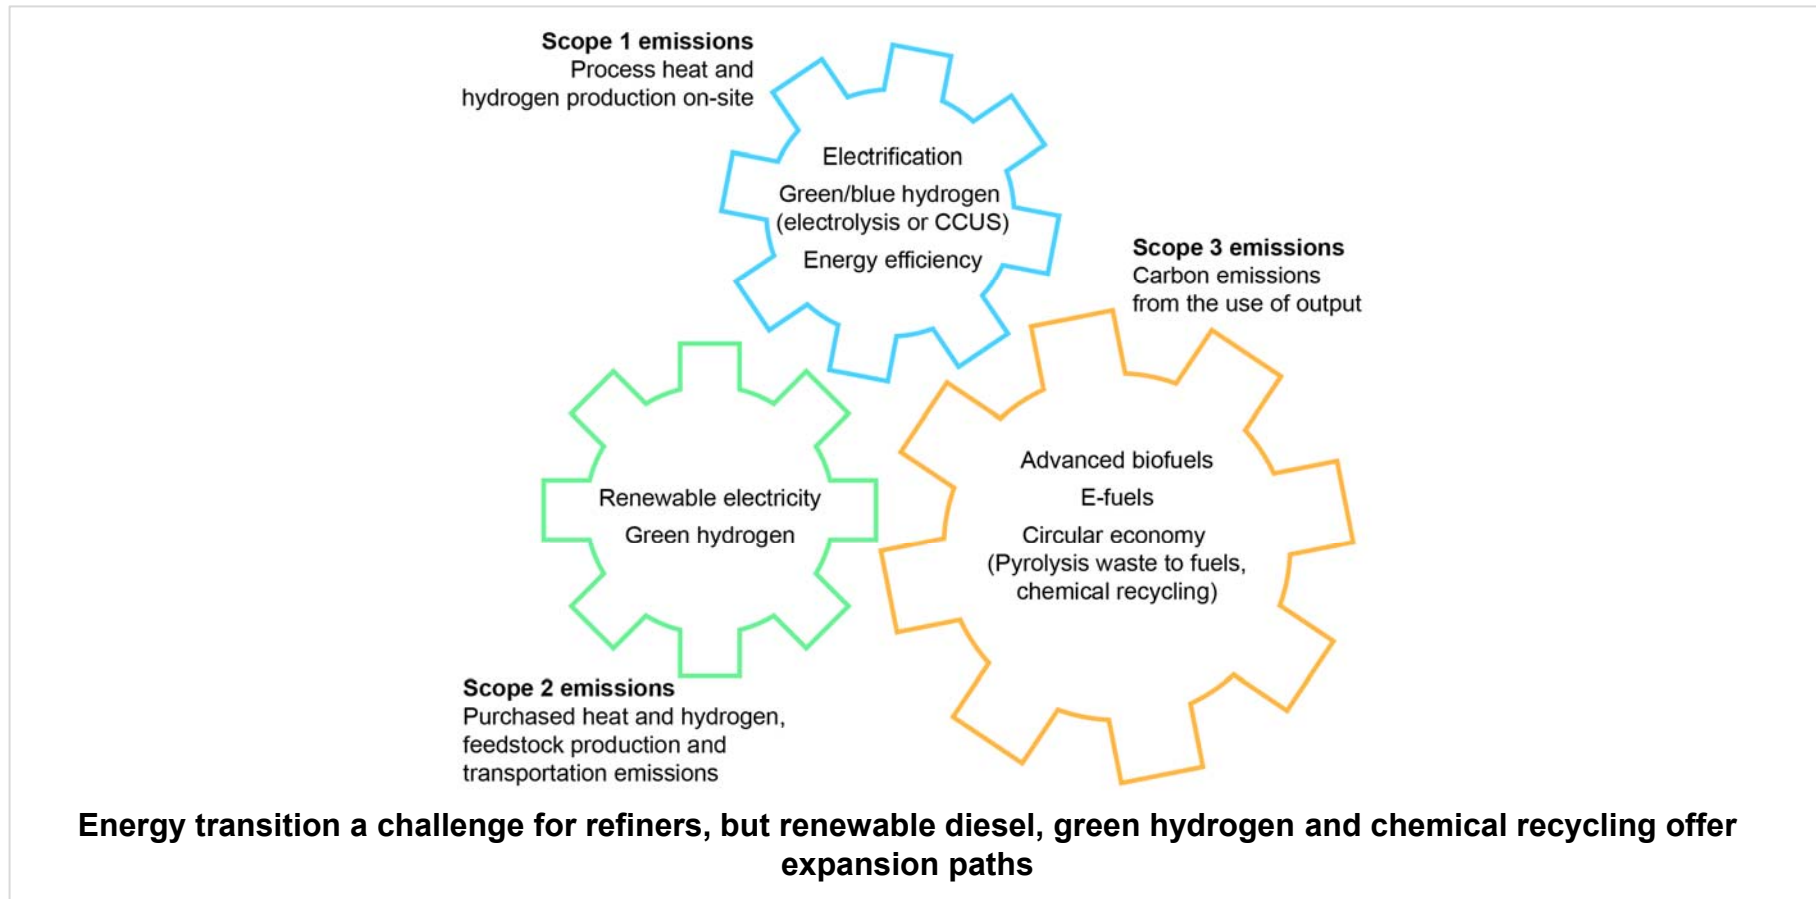 Scope 1 emissions
Process heat and
hydrogen production on-site
Electrification
Green/blue hydrogen
(electrolysis or CCUS)
Energy efficiency
Scope 3 emissions
Carbon emissions
from the use of output
Renewable electricity
Green hydrogen
Advanced biofuels
E-fuels
Circular economy
(Pyrolysis waste to fuels,
chemical recycling)
Scope 2 emissions
Purchased heat and hydrogen,
feedstock production and
transportation emissions
Energy transition a challenge for refiners, but renewable diesel, green hydrogen and chemical recycling offer
expansion paths